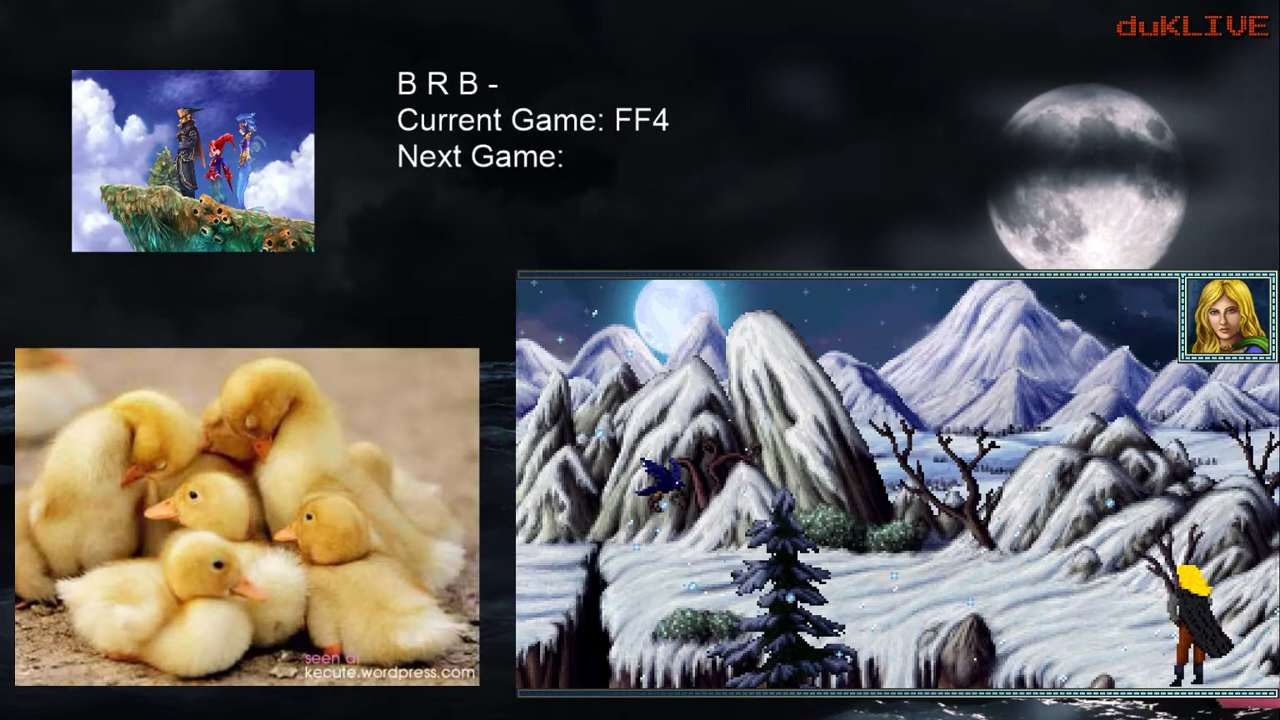 duKLIVE
B R B -
Current Game: FF4
Next Game:
seen at
kecute.wordpress.com